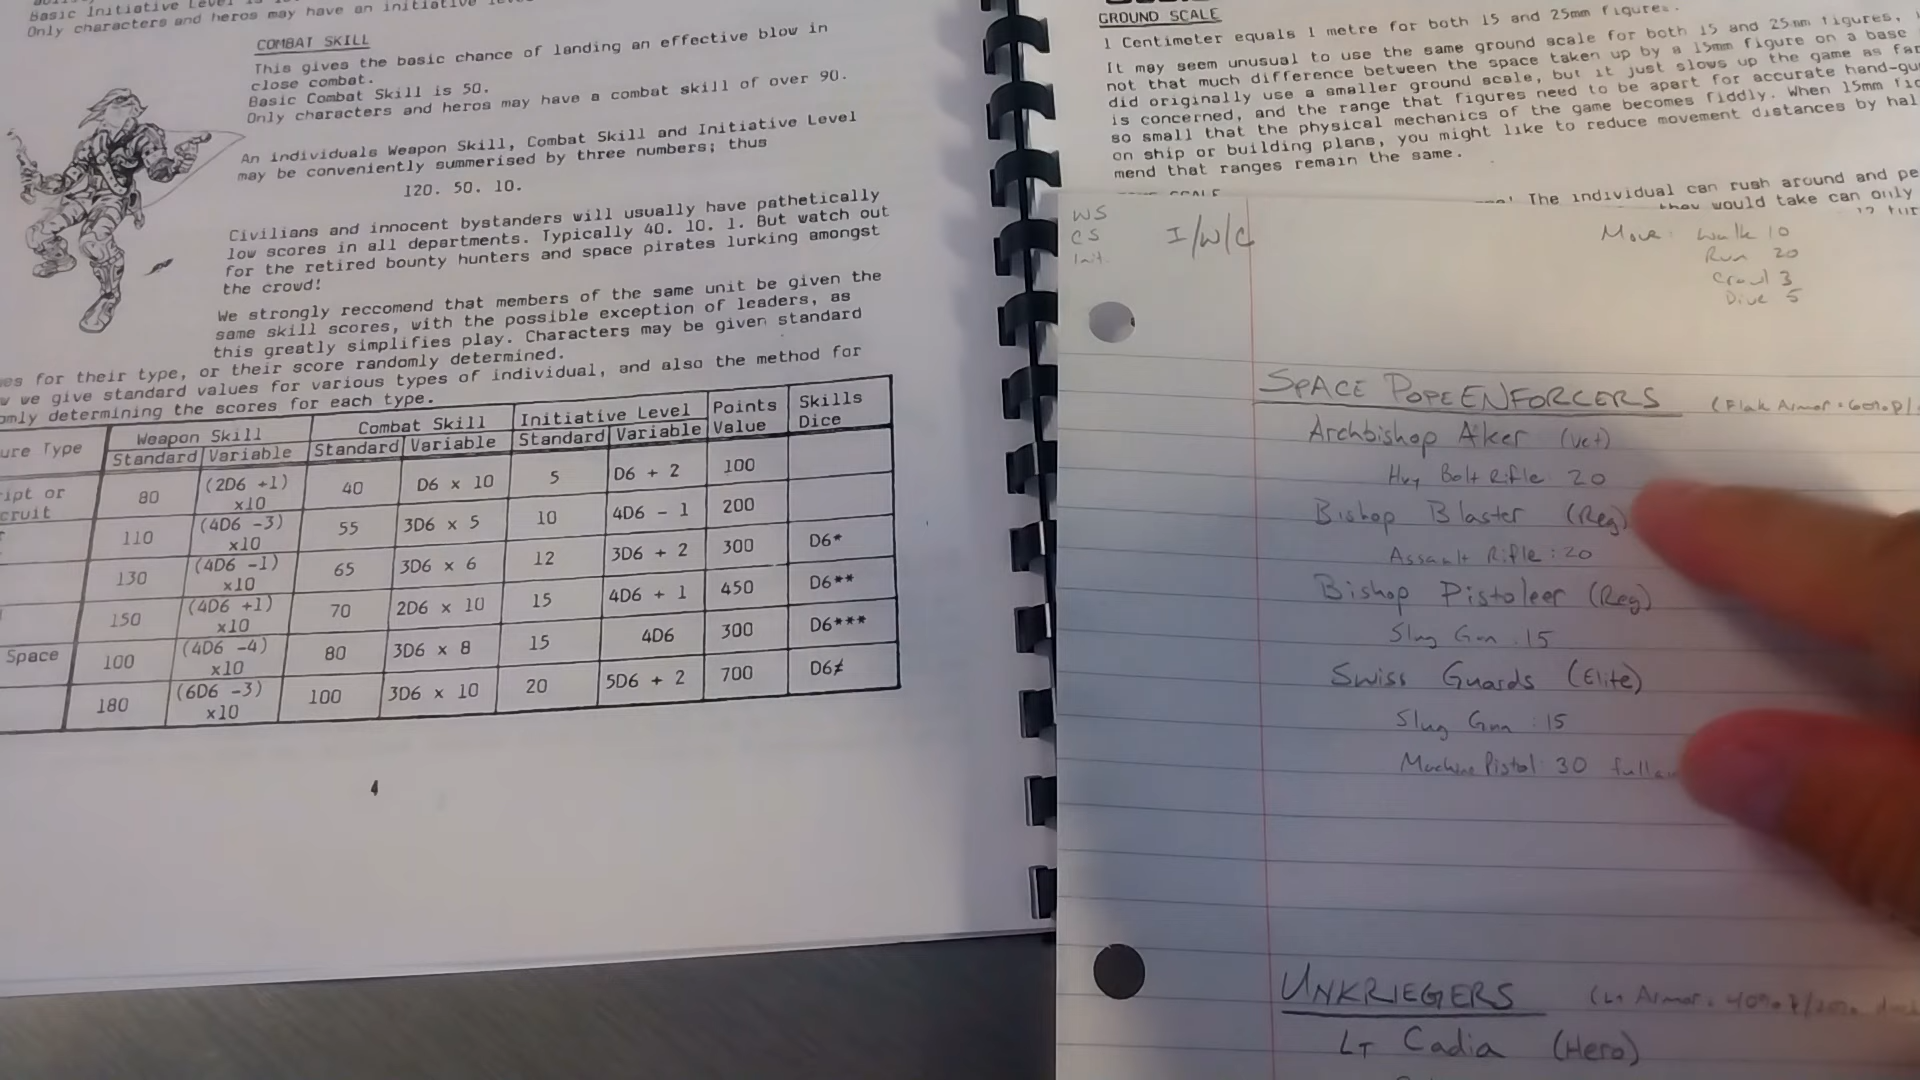 Basic Initiative Level is
Only characters and heros may have an initiative
COMBAT SKILL
This gives the basic chance of landing an effective blow in
close combat.
Basic Combat Skill is 50.
Only characters and heros may have a combat skill of over 90.
An individuals Weapon Skill, Combat Skill and Initiative Level
may be conveniently summerised by three numbers; thus
120. 50. 10.
Civilians and innocent bystanders will usually have pathetically
low scores in all departments. Typically 40. 10. 1. But watch out
for the retired bounty hunters and space pirates lurking amongst
the crowd!
We strongly reccomend that members of the same unit be given the
same skill scores, with the possible exception of leaders, as
this greatly simplifies play. Characters may be given standard
for their type, or their score randomly determined.
we give standard values for various types of individual, and also the method for
determining the scores for each type.
Type Weapon Skill Combat Skill Initiative Level Points Value Skills Dice
Standard Variable Standard Variable Standard Variable
or 80 (2D6 +1) x10 40 D6 x 10 5 D6 + 2 100
110 (4D6 -3) x10 55 3D6 x 5 10 4D6 - 1 200
130 (4D6 -1) x10 65 3D6 x 6 12 3D6 + 2 300 D6*
150 (4D6 +1) x10 70 2D6 x 10 15 4D6 + 1 450 D6**
Space 100 (4D6 -4) x10 80 3D6 x 8 15 4D6 300 D6***
180 (6D6 -3) x10 100 3D6 x 10 20 5D6 + 2 700 D6≠
4
GROUND SCALE
1 Centimeter equals 1 metre for both 15 and 25mm figures.
It may seem unusual to use the same ground scale for both 15 and 25mm figures,
not that much difference between the space taken up by a 15mm figure on a base
did originally use a smaller ground scale, but it just slows up the game as far
is concerned, and the range that figures need to be apart for accurate hand-gu
so small that the physical mechanics of the game becomes fiddly. When 15mm
on ship or building plans, you might like to reduce movement distances by
mend that ranges remain the same.
The individual can rush around and
they would take can only
WS
CS
Init.
I/W/C
Move: Walk 10
Run 20
Crawl 3
Dive 5
SPACE POPE ENFORCERS (Flak Armor
Archbishop Aker (Vet)
Hvy Bolt Rifle 20
Bishop Blaster (Reg)
Assault Rifle: 20
Bishop Pistoleer (Reg)
Slug Gun .15
Swiss Guards (Elite)
Slug Gun :15
Machine Pistol: 30
UNKRIEGERS (Lt Armor.
LT Cadia (Hero)